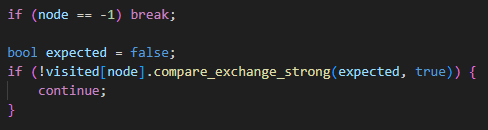 if (node == -1) break;
bool expected = false;
if (!visited[node].compare_exchange_strong(expected, true)) {
    continue;
}